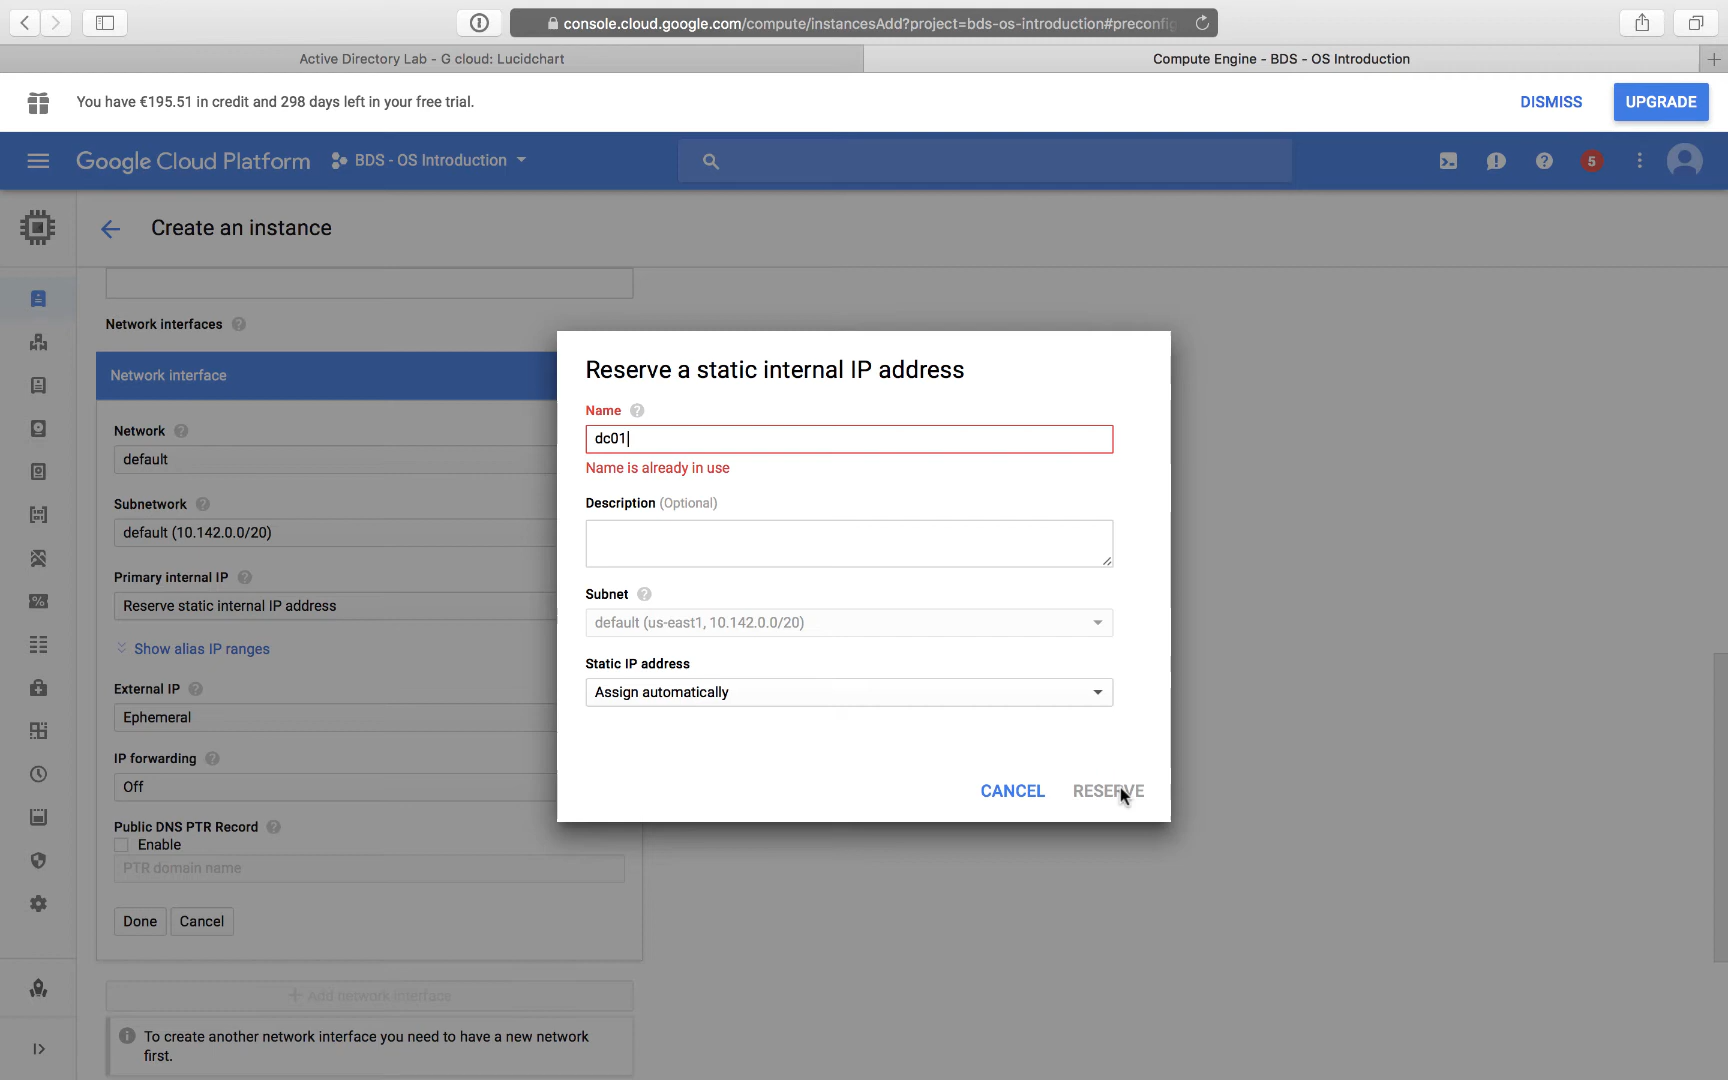 console.cloud.google.com/compute/instancesAdd?project=bds-os-introduction#preconfig
Active Directory Lab - G cloud: Lucidchart
Compute Engine - BDS - OS Introduction
You have €195.51 in credit and 298 days left in your free trial.
DISMISS
UPGRADE
Google Cloud Platform
BDS - OS Introduction
5
Create an instance
Network interfaces
Network interface
Network
default
Subnetwork
default (10.142.0.0/20)
Primary internal IP
Reserve static internal IP address
Show alias IP ranges
External IP
Ephemeral
IP forwarding
Off
Public DNS PTR Record
Enable
PTR domain name
Done
Cancel
+ Add network interface
To create another network interface you need to have a new network
first.
Reserve a static internal IP address
Name
dc01
Name is already in use
Description (Optional)
Subnet
default (us-east1, 10.142.0.0/20)
Static IP address
Assign automatically
CANCEL
RESERVE